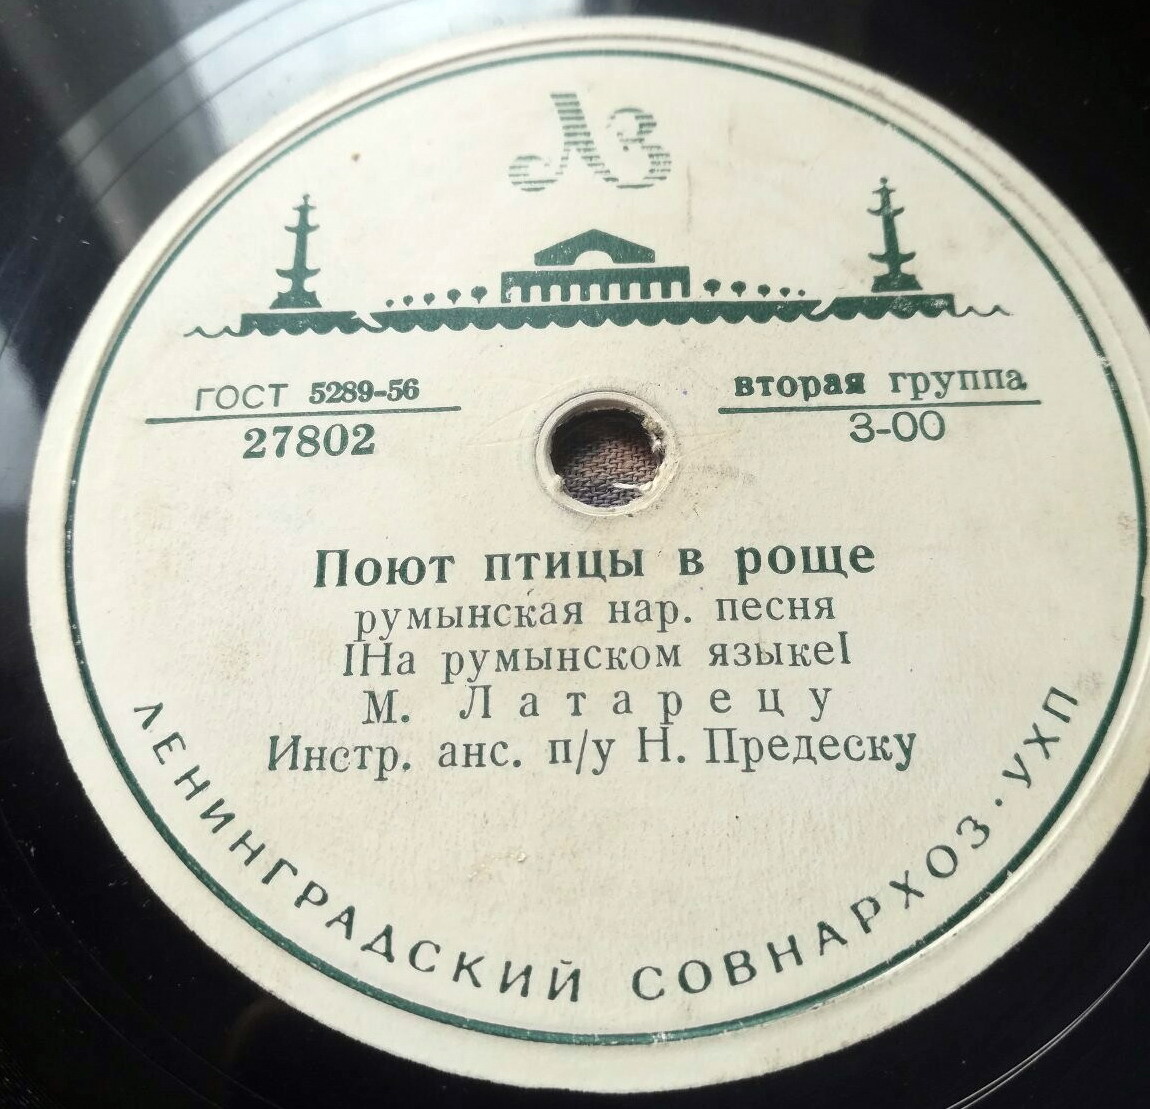 ЛЗ
ГОСТ 5289-56
27802
вторая группа
3-00
Поют птицы в роще
румынская нар. песня
IНа румынском языкеI
М. Латарецу
Инстр. анс. п/у Н. Предеску
ЛЕНИНГРАДСКИЙ СОВНАРХОЗ · УХП